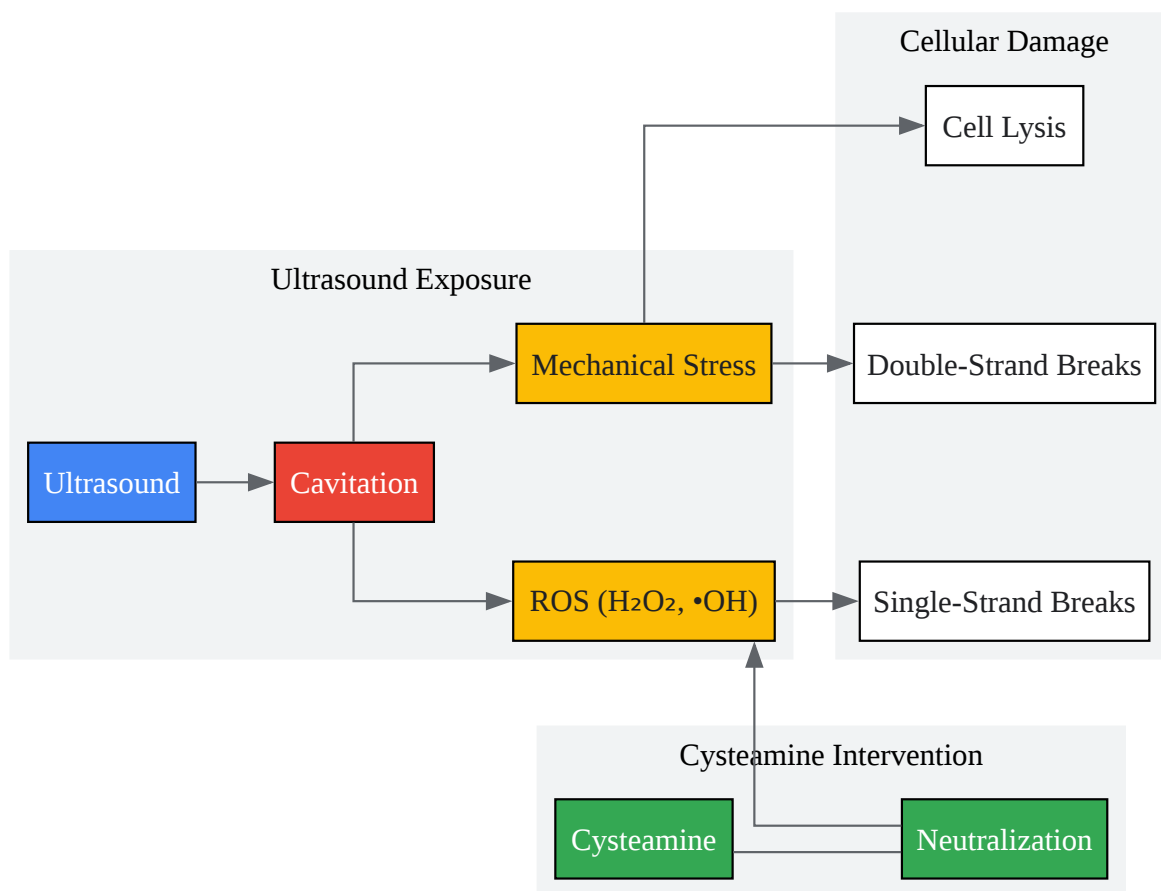 Cellular Damage
Cell Lysis
Ultrasound Exposure
Mechanical Stress
Double-Strand Breaks
Ultrasound
Cavitation
ROS (H₂O₂, •OH)
Single-Strand Breaks
Cysteamine Intervention
Cysteamine
Neutralization